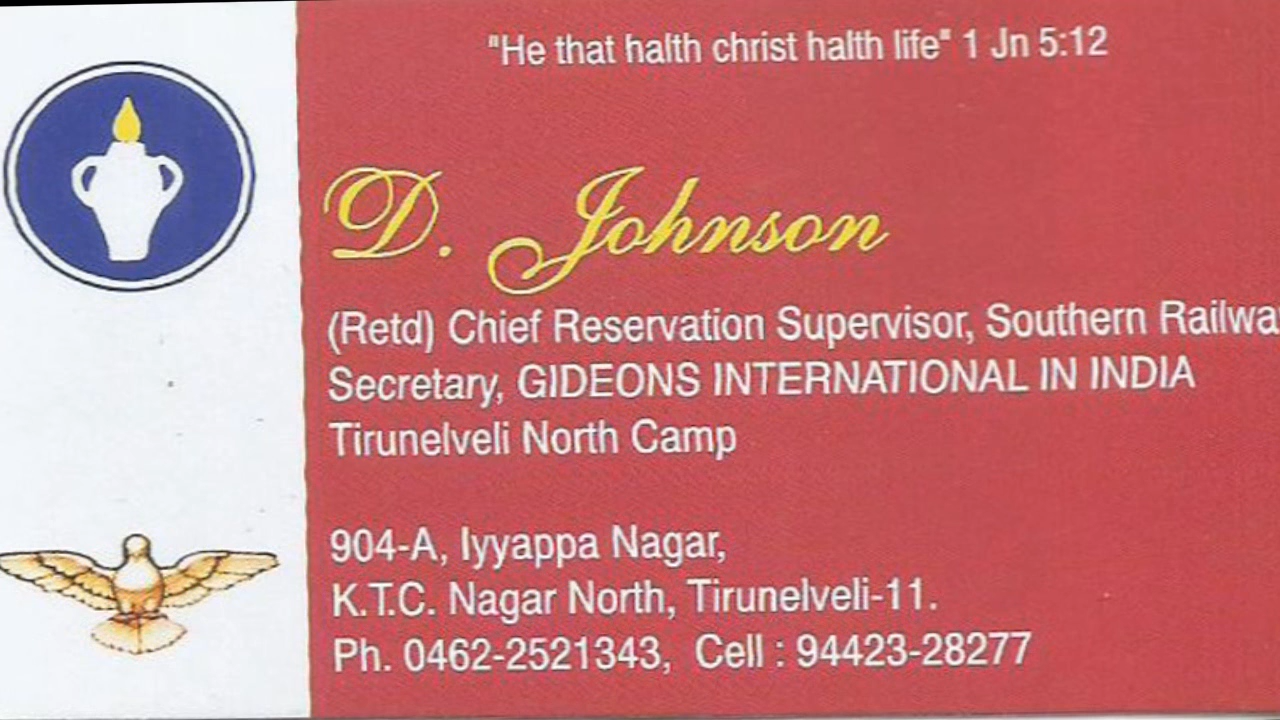 "He that halth christ halth life" 1 Jn 5:12
D. Johnson
(Retd) Chief Reservation Supervisor, Southern Railwa
Secretary, GIDEONS INTERNATIONAL IN INDIA
Tirunelveli North Camp
904-A, Iyyappa Nagar,
K.T.C. Nagar North, Tirunelveli-11.
Ph. 0462-2521343, Cell : 94423-28277